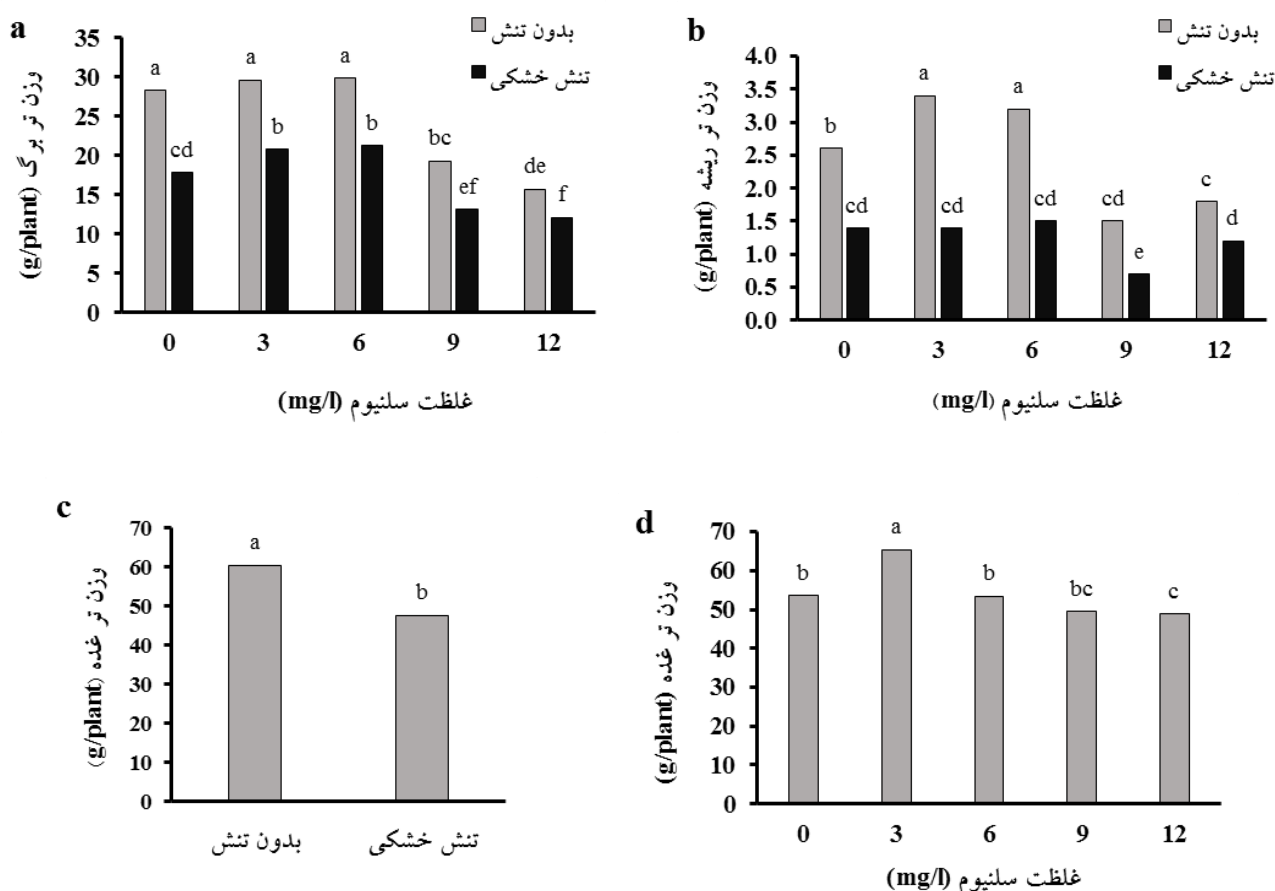 a
بدون تنش
تنش خشکی
وزن تر برگ (g/plant)
35
30
25
20
15
10
5
0
a
cd
a
b
a
b
bc
ef
de
f
0 3 6 9 12
غلظت سلنیوم (mg/l)
b
بدون تنش
تنش خشکی
وزن تر ریشه (g/plant)
4.0
3.5
3.0
2.5
2.0
1.5
1.0
0.5
0.0
b
cd
a
cd
a
cd
cd
e
c
d
0 3 6 9 12
غلظت سلنیوم (mg/l)
c
وزن تر غده (g/plant)
70
60
50
40
30
20
10
0
a
b
بدون تنش
تنش خشکی
d
وزن تر غده (g/plant)
70
60
50
40
30
20
10
0
b
a
b
bc
c
0 3 6 9 12
غلظت سلنیوم (mg/l)